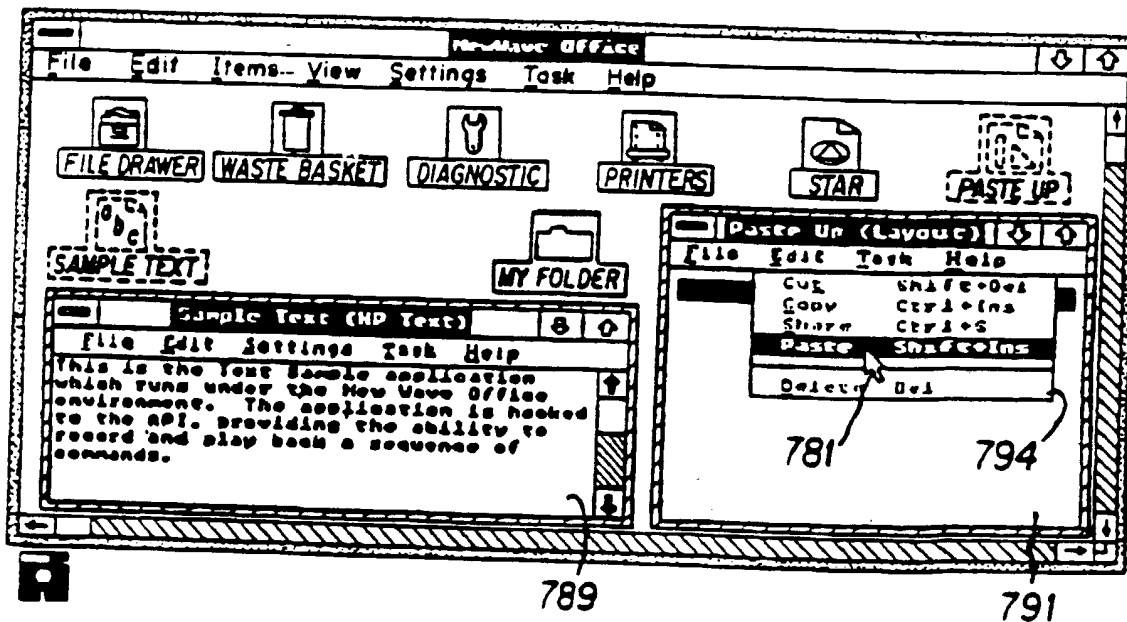 NewWave Office
File Edit Items View Settings Task Help
FILE DRAWER WASTE BASKET DIAGNOSTIC PRINTERS STAR PASTE UP
SAMPLE TEXT MY FOLDER
Paste Up (Layout)
File Edit Task Help
Cut Shift+Del
Copy Ctrl+Ins
Share Ctrl+S
Paste Shift+Ins
Delete Del
Sample Text (HP Text)
File Edit Settings Task Help
This is the Text Sample application
which runs under the New Wave Office
environment. The application is hooked
to the API, providing the ability to
record and play back a sequence of
commands.
a b c
781 794
789 791